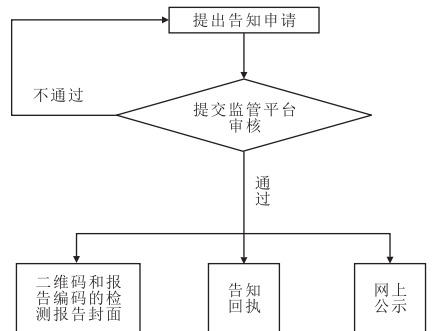 提出告知申请
不通过
提交监管平台
审核
通
过
二维码和报
告编码的检
测报告封面
告知
回执
网上
公示